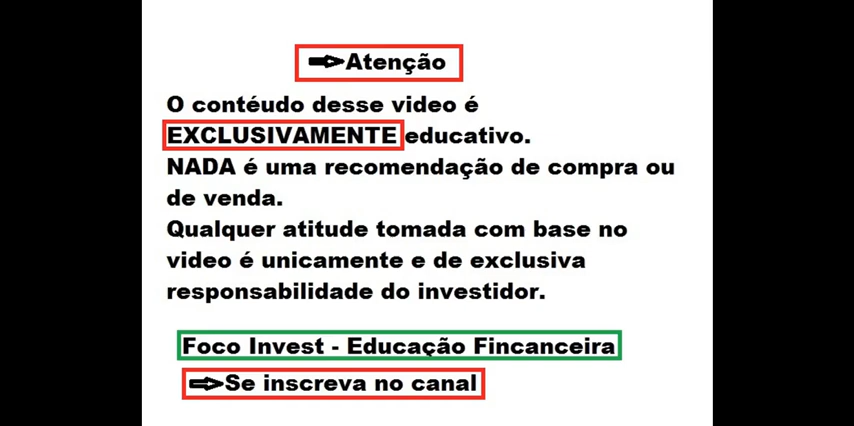 Atenção
O contéudo desse video é
EXCLUSIVAMENTE educativo.
NADA é uma recomendação de compra ou
de venda.
Qualquer atitude tomada com base no
video é unicamente e de exclusiva
responsabilidade do investidor.
Foco Invest - Educação Fincanceira
Se inscreva no canal